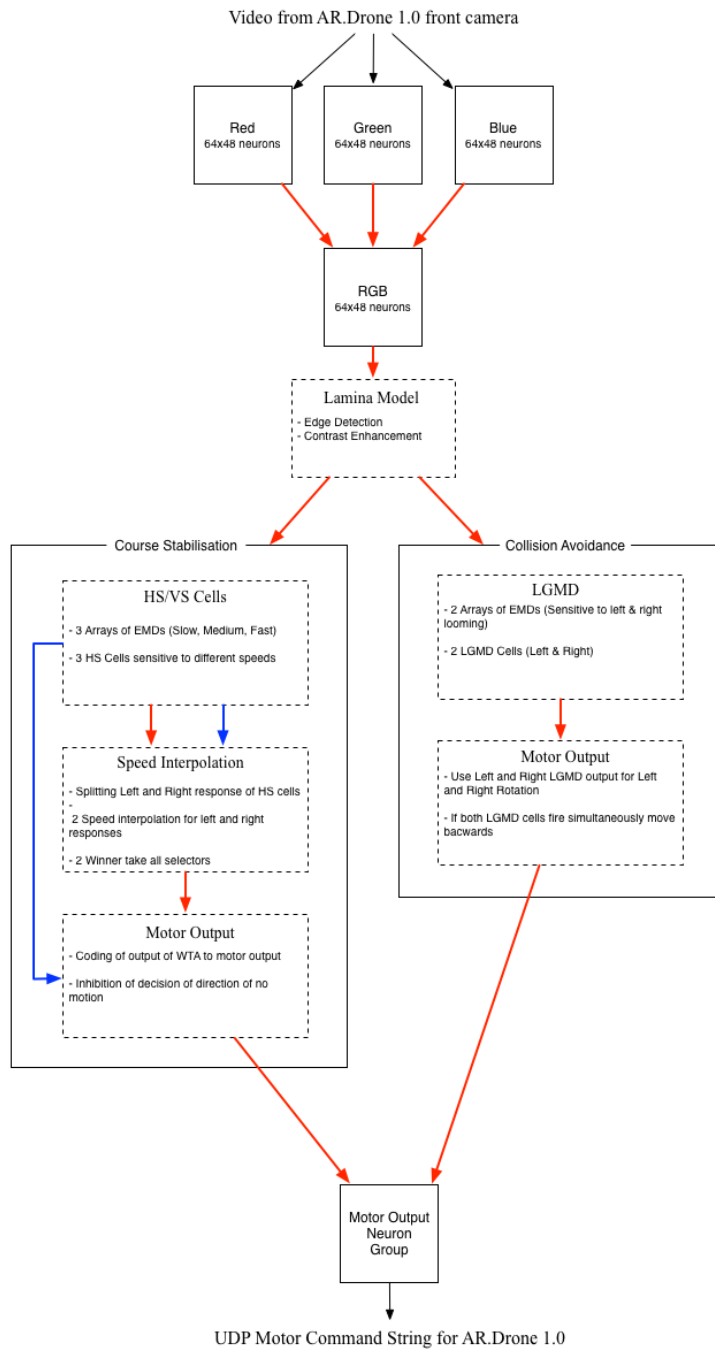 Video from AR.Drone 1.0 front camera
Red
64x48 neurons
Green
64x48 neurons
Blue
64x48 neurons
RGB
64x48 neurons
Lamina Model
- Edge Detection
- Contrast Enhancement
Course Stabilisation
HS/VS Cells
- 3 Arrays of EMDs (Slow, Medium, Fast)
- 3 HS Cells sensitive to different speeds
Speed Interpolation
- Splitting Left and Right response of HS cells
-
2 Speed interpolation for left and right
responses
- 2 Winner take all selectors
Motor Output
- Coding of output of WTA to motor output
- Inhibition of decision of direction of no
motion
Collision Avoidance
LGMD
- 2 Arrays of EMDs (Sensitive to left & right
looming)
- 2 LGMD Cells (Left & Right)
Motor Output
- Use Left and Right LGMD output for Left
and Right Rotation
- If both LGMD cells fire simultaneously move
bacwards
Motor Output
Neuron
Group
UDP Motor Command String for AR.Drone 1.0